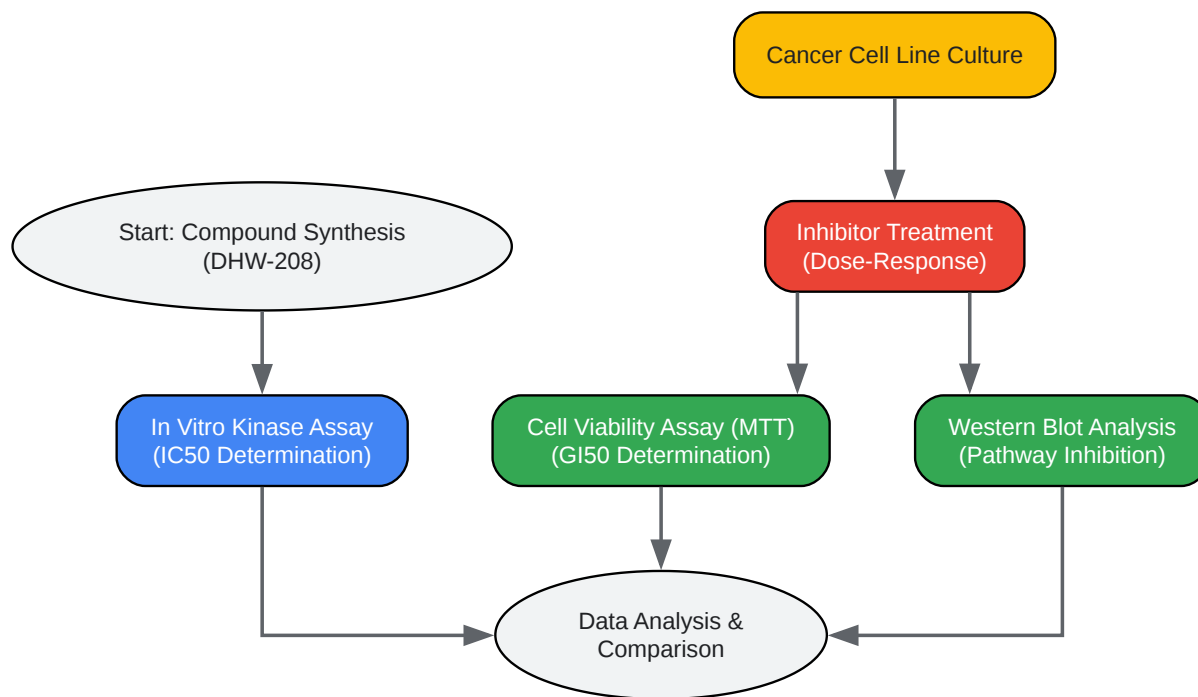 Cancer Cell Line Culture
Start: Compound Synthesis
(DHW-208)
Inhibitor Treatment
(Dose-Response)
In Vitro Kinase Assay
(IC50 Determination)
Cell Viability Assay (MTT)
(GI50 Determination)
Western Blot Analysis
(Pathway Inhibition)
Data Analysis &
Comparison